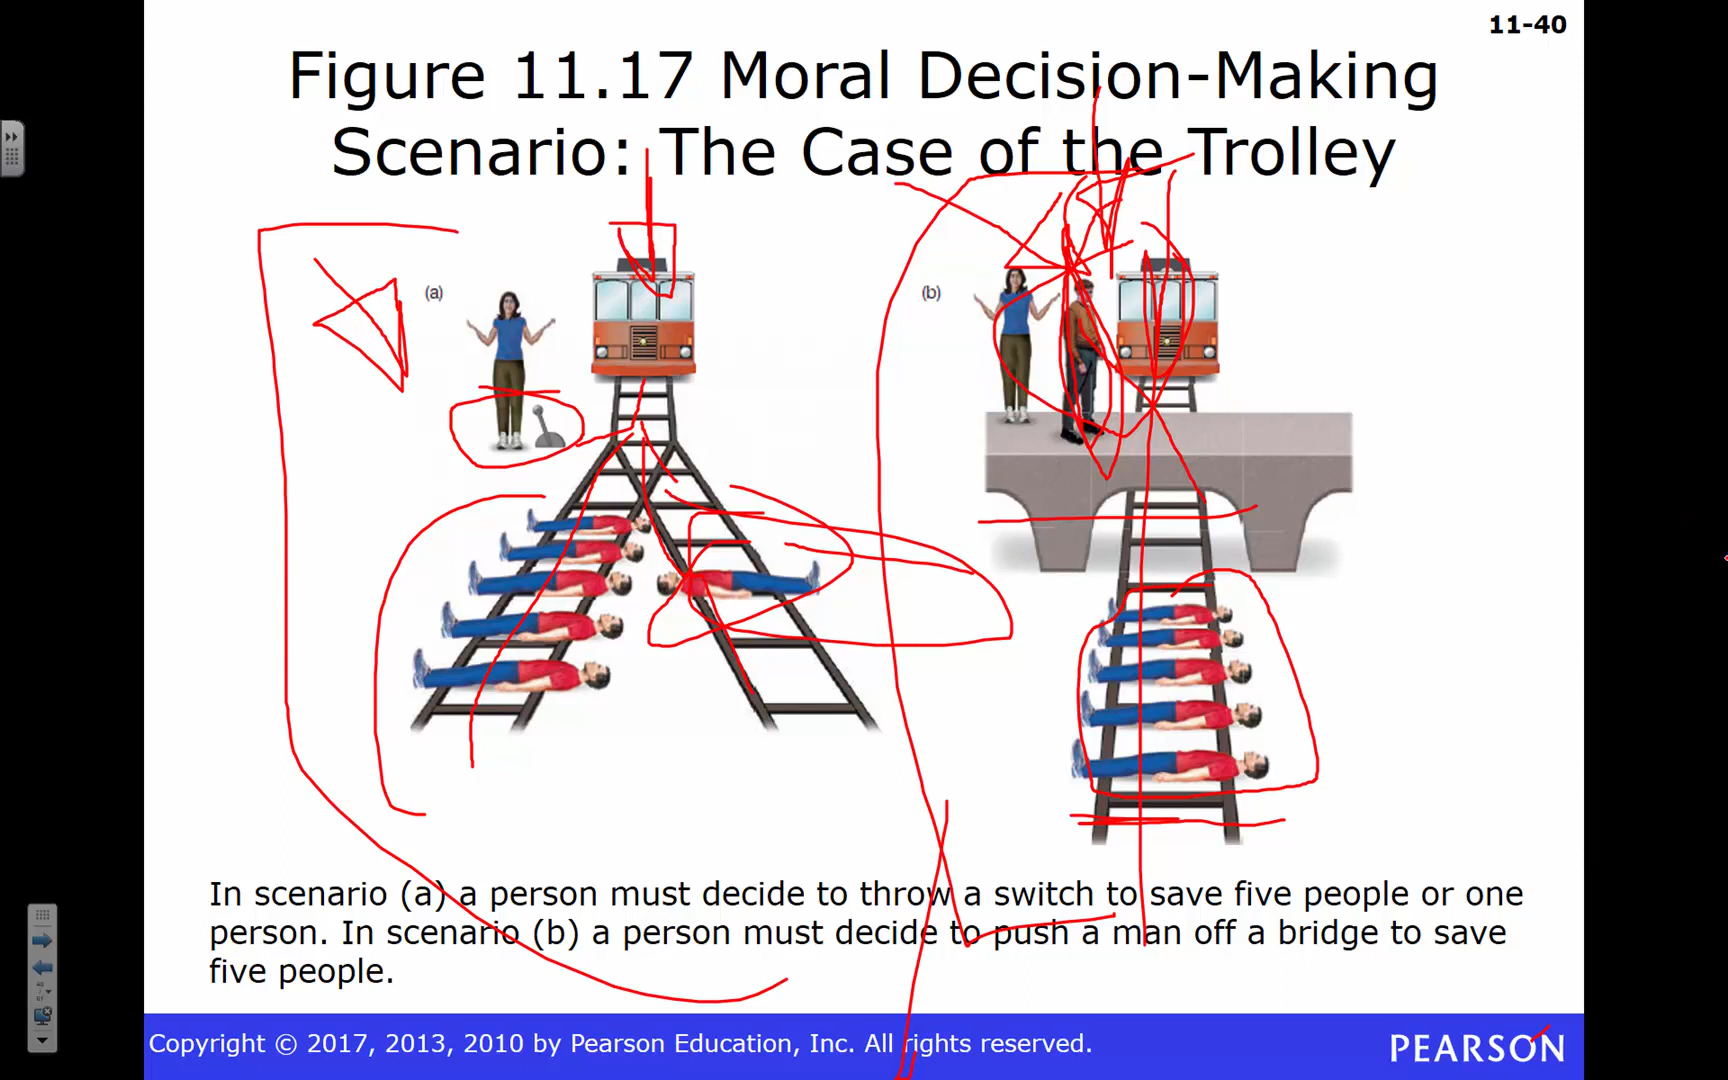 11-40
Figure 11.17 Moral Decision-Making
Scenario: The Case of the Trolley
(a)
(b)
In scenario (a) a person must decide to throw a switch to save five people or one
person. In scenario (b) a person must decide to push a man off a bridge to save
five people.
Copyright © 2017, 2013, 2010 by Pearson Education, Inc. All rights reserved.
PEARSON